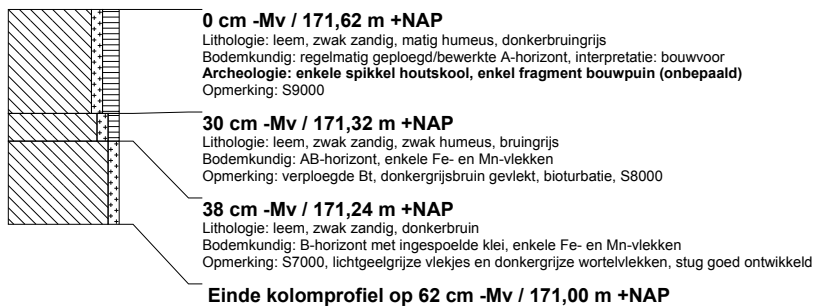 0 cm -Mv / 171,62 m +NAP
Lithologie: leem, zwak zandig, matig humeus, donkerbruingrijs
Bodemkundig: regelmatig geploegd/bewerkte A-horizont, interpretatie: bouwvoor
Archeologie: enkele spikkel houtskool, enkel fragment bouwpuin (onbepaald)
Opmerking: S9000
30 cm -Mv / 171,32 m +NAP
Lithologie: leem, zwak zandig, zwak humeus, bruingrijs
Bodemkundig: AB-horizont, enkele Fe- en Mn-vlekken
Opmerking: verploegde Bt, donkergrijsbruin gevlekt, bioturbatie, S8000
38 cm -Mv / 171,24 m +NAP
Lithologie: leem, zwak zandig, donkerbruin
Bodemkundig: B-horizont met ingespoelde klei, enkele Fe- en Mn-vlekken
Opmerking: S7000, lichtgeelgrijze vlekjes en donkergrijze wortelvlekken, stug goed ontwikkeld
Einde kolomprofiel op 62 cm -Mv / 171,00 m +NAP